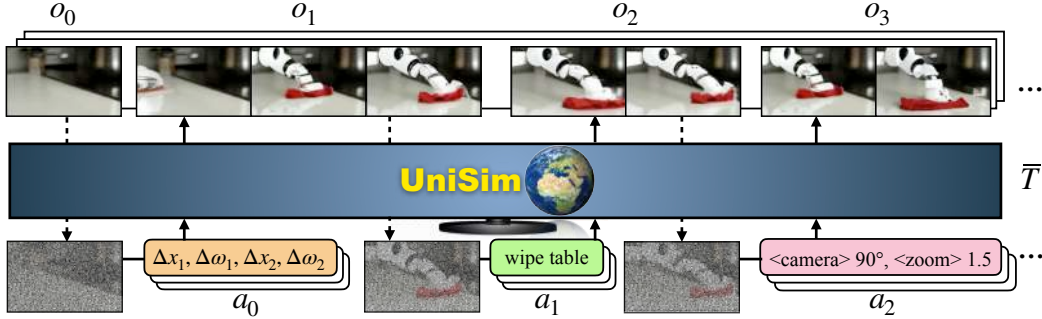 o₀ o₁ o₂ o₃
...
UniSim
T̅
Δx₁, Δω₁, Δx₂, Δω₂
wipe table
<camera> 90°, <zoom> 1.5
...
a₀ a₁ a₂